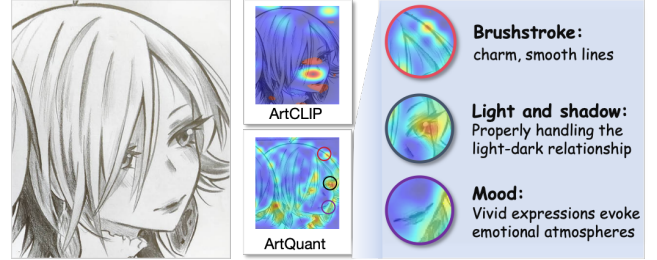 ArtCLIP
ArtQuant
Brushstroke:
charm, smooth lines
Light and shadow:
Properly handling the
light-dark relationship
Mood:
Vivid expressions evoke
emotional atmospheres